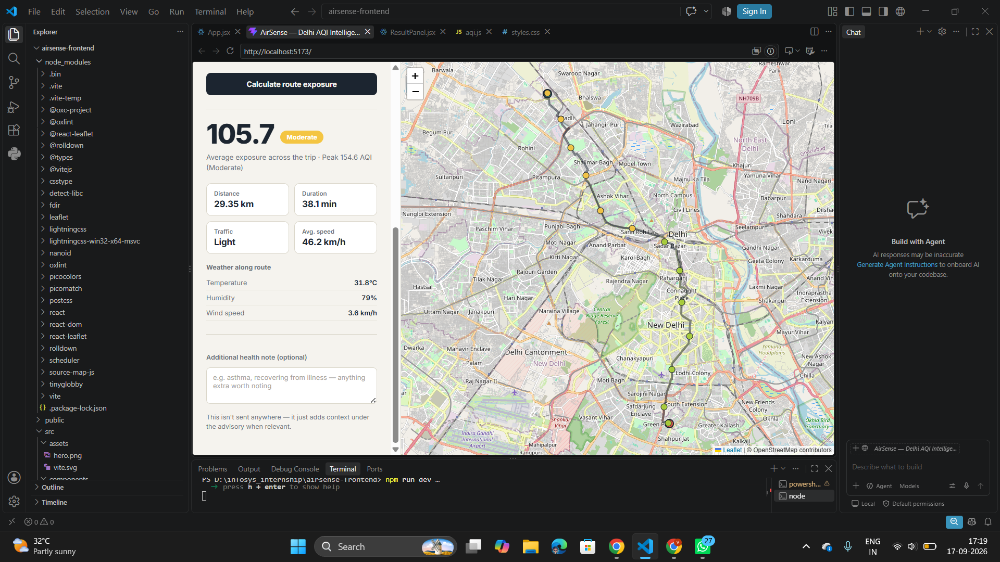 File Edit Selection View Go Run Terminal Help
airsense-frontend
Sign In
Explorer
airsense-frontend
node_modules
.bin
.vite
.vite-temp
@oxc-project
@oxlint
@react-leaflet
@rolldown
@types
@vitejs
csstype
detect-libc
fdir
leaflet
lightningcss
lightningcss-win32-x64-msvc
nanoid
oxlint
picocolors
picomatch
postcss
react
react-dom
react-leaflet
rolldown
scheduler
source-map-js
tinyglobby
vite
.package-lock.json
public
src
assets
hero.png
vite.svg
components
Outline
Timeline
App.jsx
AirSense — Delhi AQI Intellige...
ResultPanel.jsx
JS aqi.js
# styles.css
http://localhost:5173/
Calculate route exposure
105.7 Moderate
Average exposure across the trip · Peak 154.6 AQI
(Moderate)
Distance
29.35 km
Duration
38.1 min
Traffic
Light
Avg. speed
46.2 km/h
Weather along route
Temperature 31.8°C
Humidity 79%
Wind speed 3.6 km/h
Additional health note (optional)
e.g. asthma, recovering from illness — anything
extra worth noting
This isn't sent anywhere — it just adds context under
the advisory when relevant.
+
−
Barwala
Swaroop Nagar
Rameshwar
Park
Bhalswa
NH709B
Loni
Tila
Jahangir Puri
Wazirabad
Begum Pur
Rohini
North East
Delhi
Ghaziabad
Shalimar Bagh
Model Town
Khajuri
Sultanpuri
Pitampura
Majnu Ka Tila
Yamuna Vihar
Nand Nagari
Ashok Vihar
North Campus
Babarpur
Nangloi Extension
Civil Lines
Shahdara
Dilsha
Paschim Vihar
Punjabi Bagh
Sarai Rohilla
Seelampur
Vivek
Delhi
Moti Nagar
Anand Parbat
Sadar Bazar
Gandhi Nagar
Kirti Nagar
Karol Bagh
Geeta Colony
Karkarduma
Rajouri Garden
Paharganj
Tilak Nagar
Rajendra Nagar
Laxmi Nagar
Anand Vih
Hastsal
Hari Nagar
Connaught
Place
Shakarpur
Indraprastha
Extension
Uttam Nagar
Janakpuri
Naraina Village
Central
Ridge Reserve
Forest
New Delhi
Mayur Vihar
Kalyan
Dwarka
Mahavir Enclave
Delhi Cantonment
New Delhi
Yamuna
Floodplains
Palam
Chanakyapuri
New Ashok
Nagar
Lodhi Colony
Chilla
Raj Nagar II
Moti Bagh
Sarojini Nagar
Safdarjung
Enclave
South Extension
New Friends
Colony
Vasant Vihar
Okhla
Okhla Bird
Sanctuary
Shankar
Vihar
Greater Kailash
Indira Gandhi
International
Airport
Shahpur Jat
Kalkaji
Mahipalpur
Rangpuri
Leaflet | © OpenStreetMap contributors
Problems Output Debug Console Terminal Ports
PS D:\infosys_internship\airsense-frontend> npm run dev …
➜ press h + enter to show help
powersh...
node
Chat
Build with Agent
AI responses may be inaccurate
Generate Agent Instructions to onboard AI
onto your codebase.
AirSense — Delhi AQI Intellige...
Describe what to build
Agent Models
Local Default permissions
0 0
32°C
Partly sunny
Search
27
ENG
IN
17:19
17-09-2026